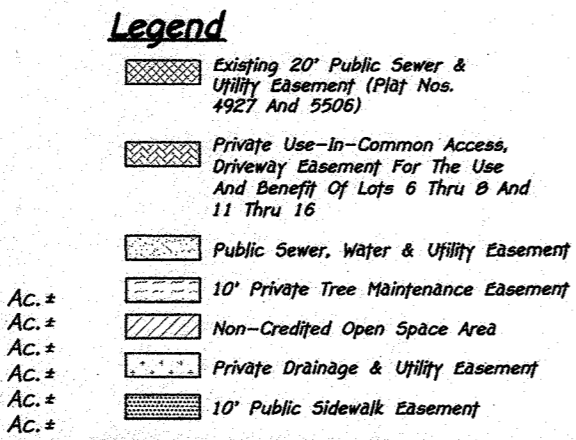 Legend
Existing 20' Public Sewer &
Utility Easement (Plat Nos.
4927 And 5506)
Private Use-In-Common Access,
Driveway Easement For The Use
And Benefit Of Lots 6 Thru 8 And
11 Thru 16
Public Sewer, Water & Utility Easement
10' Private Tree Maintenance Easement
Non-Credited Open Space Area
Private Drainage & Utility Easement
10' Public Sidewalk Easement
Ac.±
Ac.±
Ac.±
Ac.±
Ac.±
Ac.±